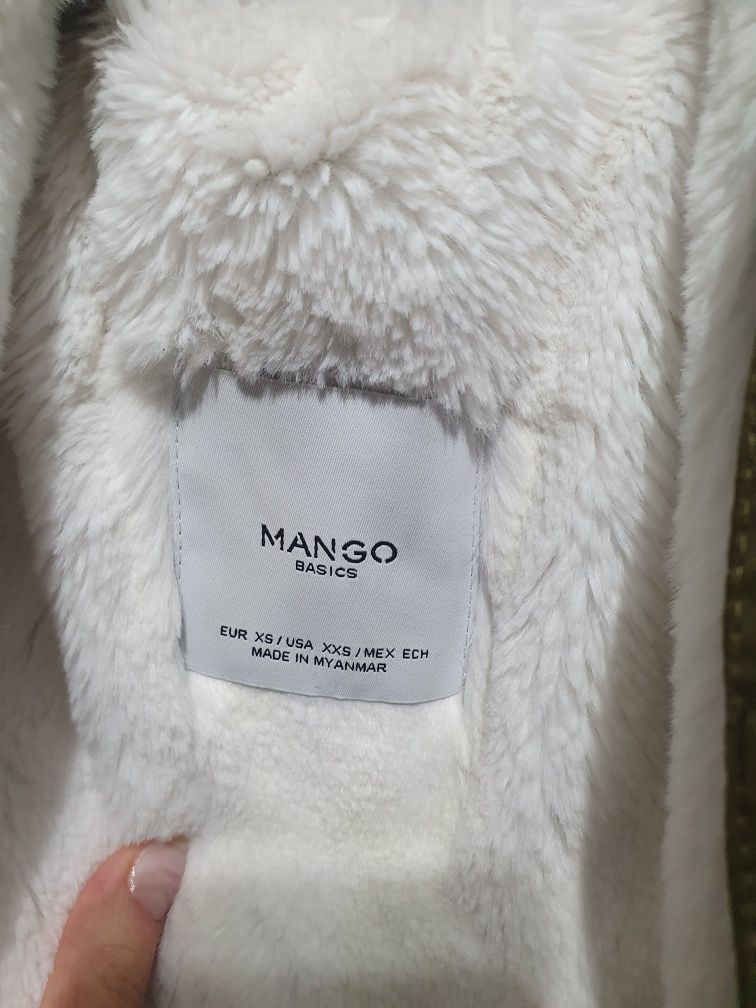 MANGO
BASICS
EUR XS / USA XXS / MEX ECH
MADE IN MYANMAR